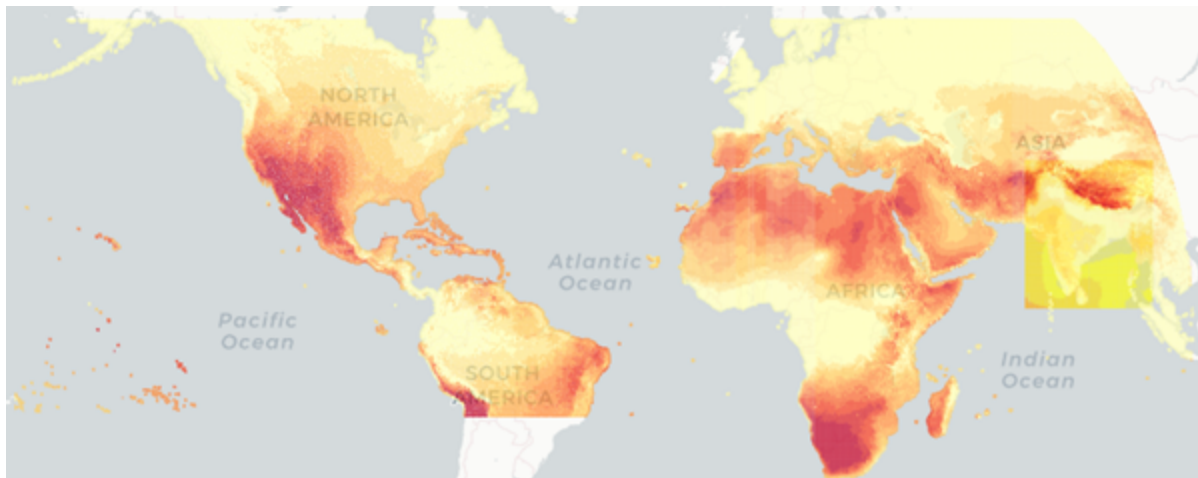 NORTH
AMERICA
ASIA
Atlantic
Ocean
AFRICA
Pacific
Ocean
Indian
Ocean
SOUTH
AMERICA